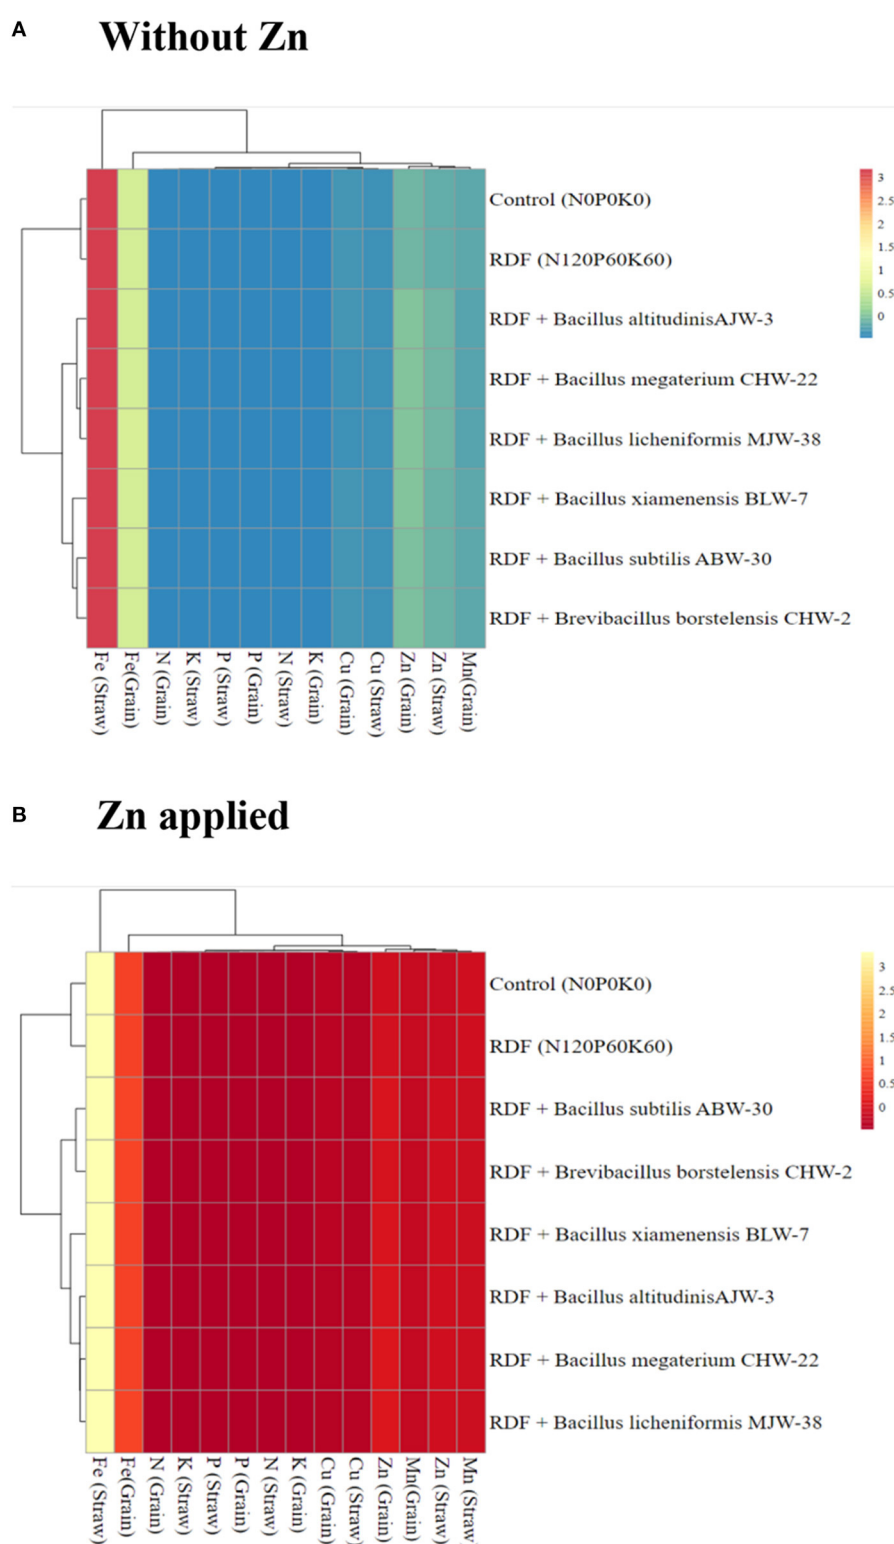 A
Without Zn
Control (N0P0K0)
RDF (N120P60K60)
RDF + Bacillus altitudinisAJW-3
RDF + Bacillus megaterium CHW-22
RDF + Bacillus licheniformis MJW-38
RDF + Bacillus xiamenensis BLW-7
RDF + Bacillus subtilis ABW-30
RDF + Brevibacillus borstelensis CHW-2
3
2.5
2
1.5
1
0.5
0
Fe (Straw)
Fe(Grain)
N (Grain)
K (Straw)
P (Straw)
P (Grain)
N (Straw)
K (Grain)
Cu (Grain)
Cu (Straw)
Zn (Grain)
Zn (Straw)
Mn(Grain)
B
Zn applied
Control (N0P0K0)
RDF (N120P60K60)
RDF + Bacillus subtilis ABW-30
RDF + Brevibacillus borstelensis CHW-2
RDF + Bacillus xiamenensis BLW-7
RDF + Bacillus altitudinisAJW-3
RDF + Bacillus megaterium CHW-22
RDF + Bacillus licheniformis MJW-38
3
2.5
2
1.5
1
0.5
0
Fe (Straw)
Fe(Grain)
N (Grain)
K (Straw)
P (Straw)
P (Grain)
N (Straw)
K (Grain)
Cu (Grain)
Cu (Straw)
Zn (Grain)
Mn(Grain)
Zn (Straw)
Mn (Straw)